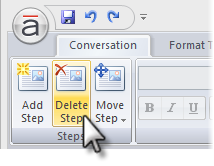 ā
Conversation Format T
Add Step
Delete Step
Move Step
B I U
Steps